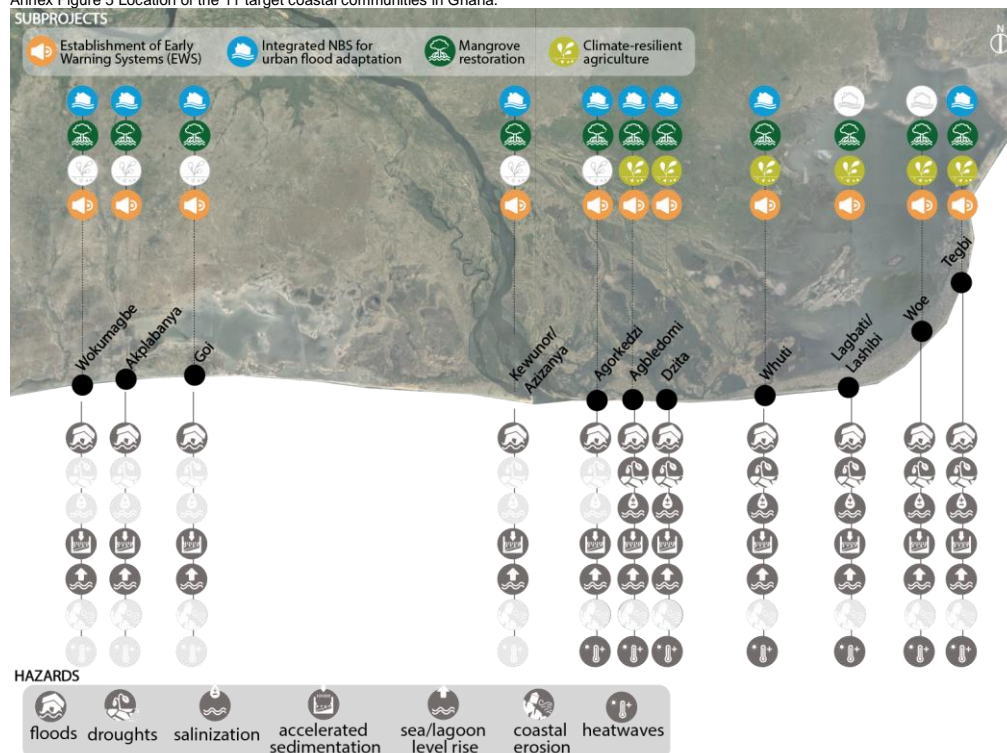 Annex Figure 5 Location of the 11 target coastal communities in Ghana.
SUBPROJECTS
N
Establishment of Early
Warning Systems (EWS)
Integrated NBS for
urban flood adaptation
Mangrove
restoration
Climate-resilient
agriculture
Wokumagbe
Akplabanya
Goi
Kewunor/
Azizanya
Agorkedzi
Agbledomi
Dzita
Whuti
Lagbati/
Lashibi
Woe
Tegbi
HAZARDS
floods
droughts
salinization
accelerated
sedimentation
sea/lagoon
level rise
coastal
erosion
heatwaves